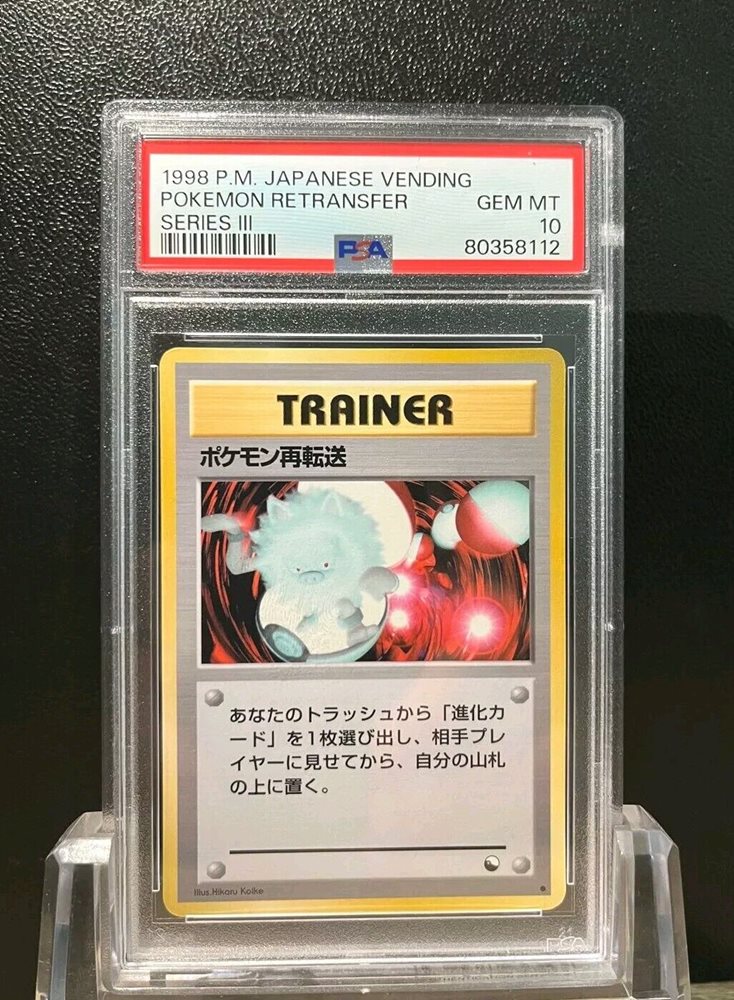 1998 P.M. JAPANESE VENDING
POKEMON RETRANSFER GEM MT
SERIES III 10
PSA 80358112
TRAINER
ポケモン再転送
あなたのトラッシュから「進化カ
ード」を1枚選び出し、相手プレ
イヤーに見せてから、自分の山札
の上に置く。
Illus.Hikaru Koike
PSA